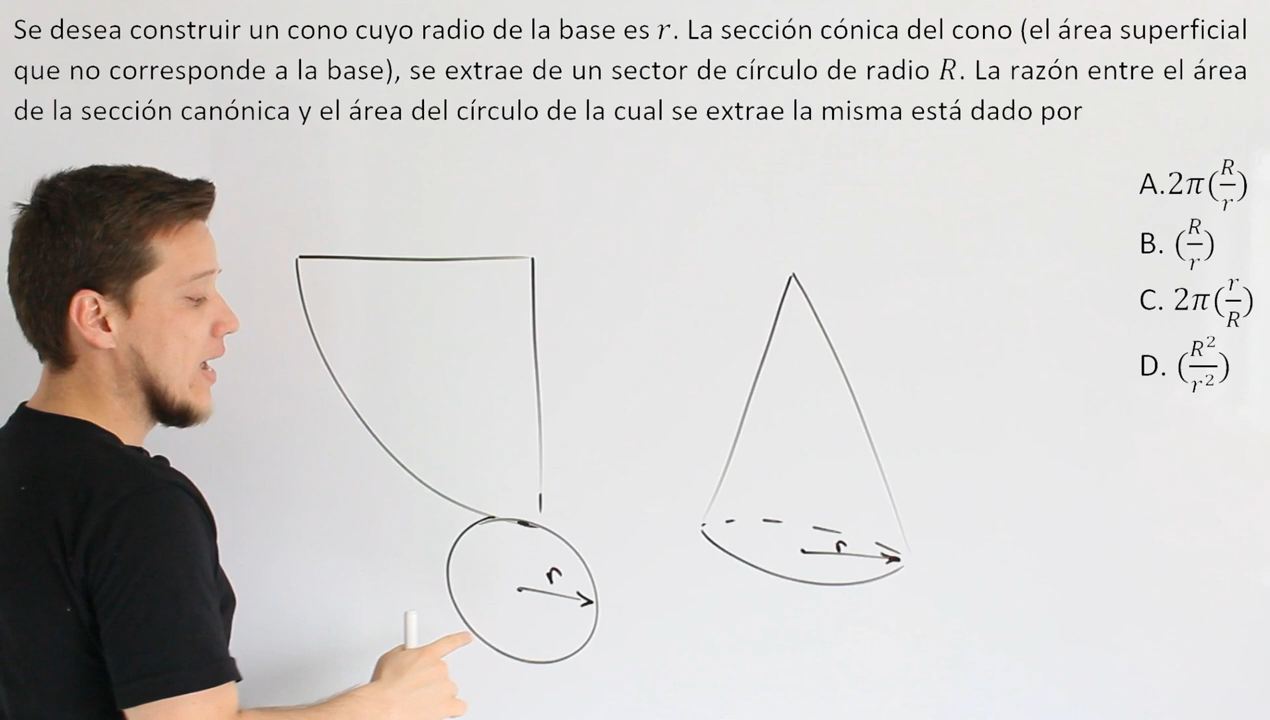 Se desea construir un cono cuyo radio de la base es r. La sección cónica del cono (el área superficial
que no corresponde a la base), se extrae de un sector de círculo de radio R. La razón entre el área
de la sección canónica y el área del círculo de la cual se extrae la misma está dado por
A.2π(R/r)
B. (R/r)
C. 2π(r/R)
D. (R²/r²)
r
r